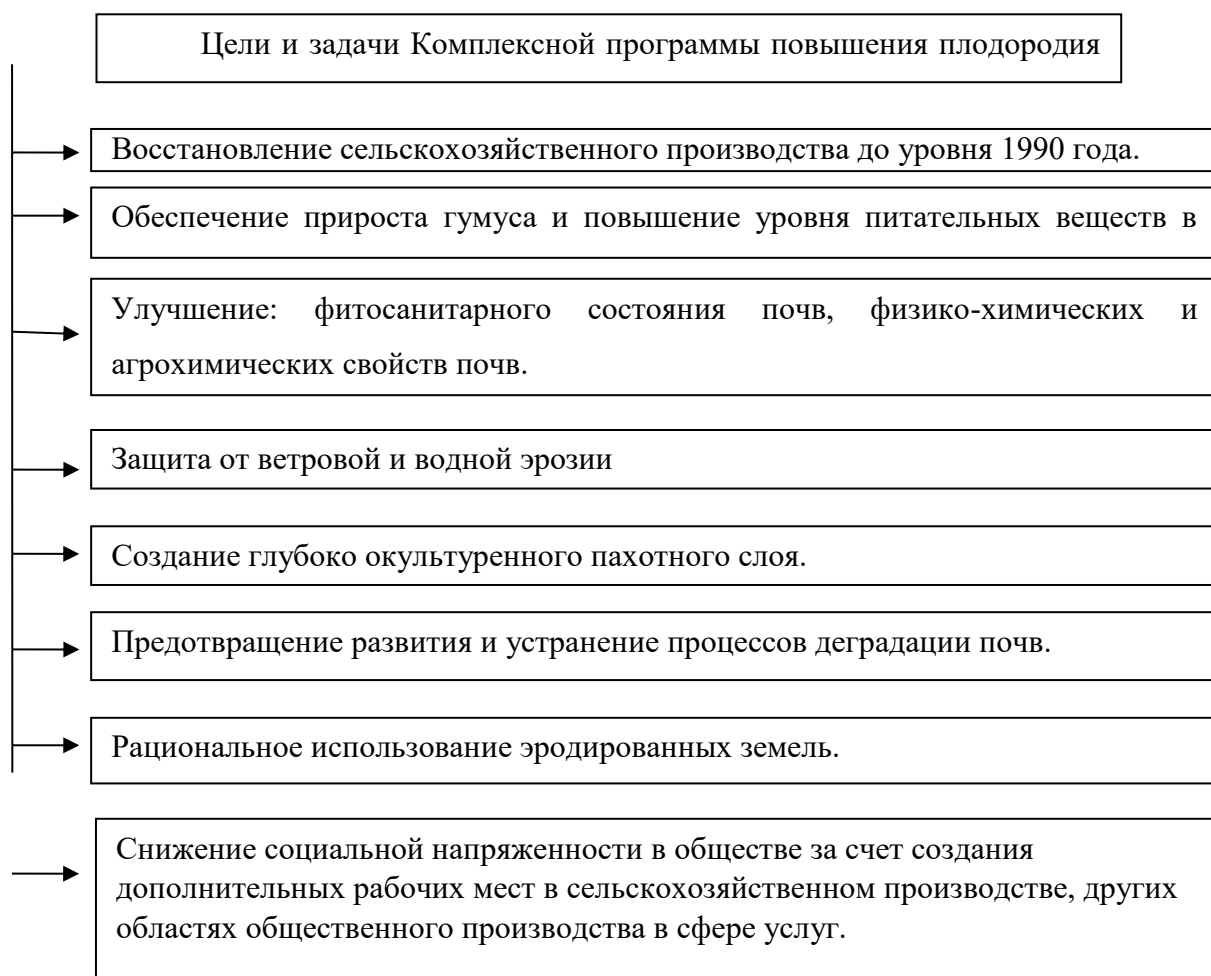 Цели и задачи Комплексной программы повышения плодородия
Восстановление сельскохозяйственного производства до уровня 1990 года.
Обеспечение прироста гумуса и повышение уровня питательных веществ в
Улучшение: фитосанитарного состояния почв, физико-химических и
агрохимических свойств почв.
Защита от ветровой и водной эрозии
Создание глубоко окультуренного пахотного слоя.
Предотвращение развития и устранение процессов деградации почв.
Рациональное использование эродированных земель.
Снижение социальной напряженности в обществе за счет создания
дополнительных рабочих мест в сельскохозяйственном производстве, других
областях общественного производства в сфере услуг.